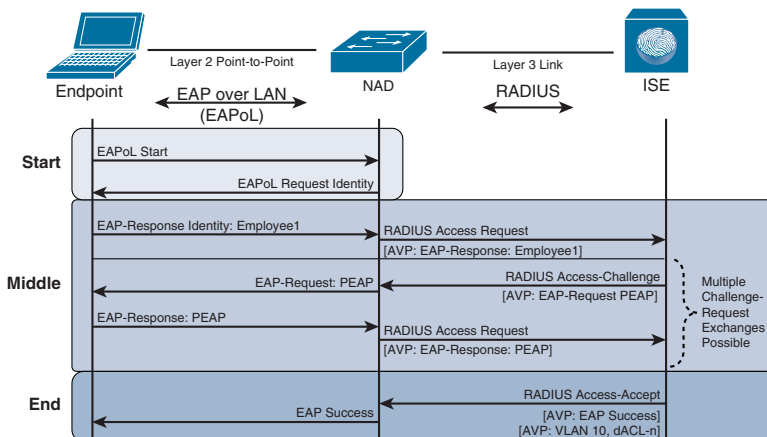 Layer 2 Point-to-Point
Layer 3 Link
Endpoint
NAD
ISE
EAP over LAN
(EAPoL)
RADIUS
Start
EAPoL Start
EAPoL Request Identity
Middle
EAP-Response Identity: Employee1
RADIUS Access Request
[AVP: EAP-Response: Employee1]
RADIUS Access-Challenge
[AVP: EAP-Request PEAP]
EAP-Request: PEAP
EAP-Response: PEAP
RADIUS Access Request
[AVP: EAP-Response: PEAP]
Multiple
Challenge-
Request
Exchanges
Possible
End
RADIUS Access-Accept
[AVP: EAP Success]
[AVP: VLAN 10, dACL-n]
EAP Success